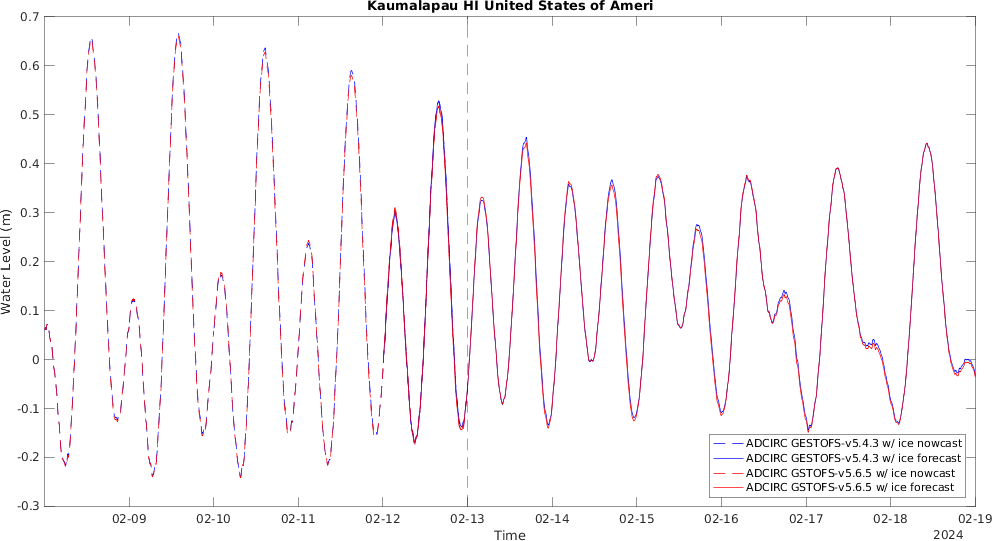 Kaumalapau HI United States of Ameri
0.7
0.6
0.5
0.4
0.3
0.2
0.1
0
-0.1
-0.2
-0.3
Water Level (m)
ADCIRC GESTOFS-v5.4.3 w/ ice nowcast
ADCIRC GESTOFS-v5.4.3 w/ ice forecast
ADCIRC GSTOFS-v5.6.5 w/ ice nowcast
ADCIRC GSTOFS-v5.6.5 w/ ice forecast
02-09 02-10 02-11 02-12 02-13 02-14 02-15 02-16 02-17 02-18 02-19
Time
2024